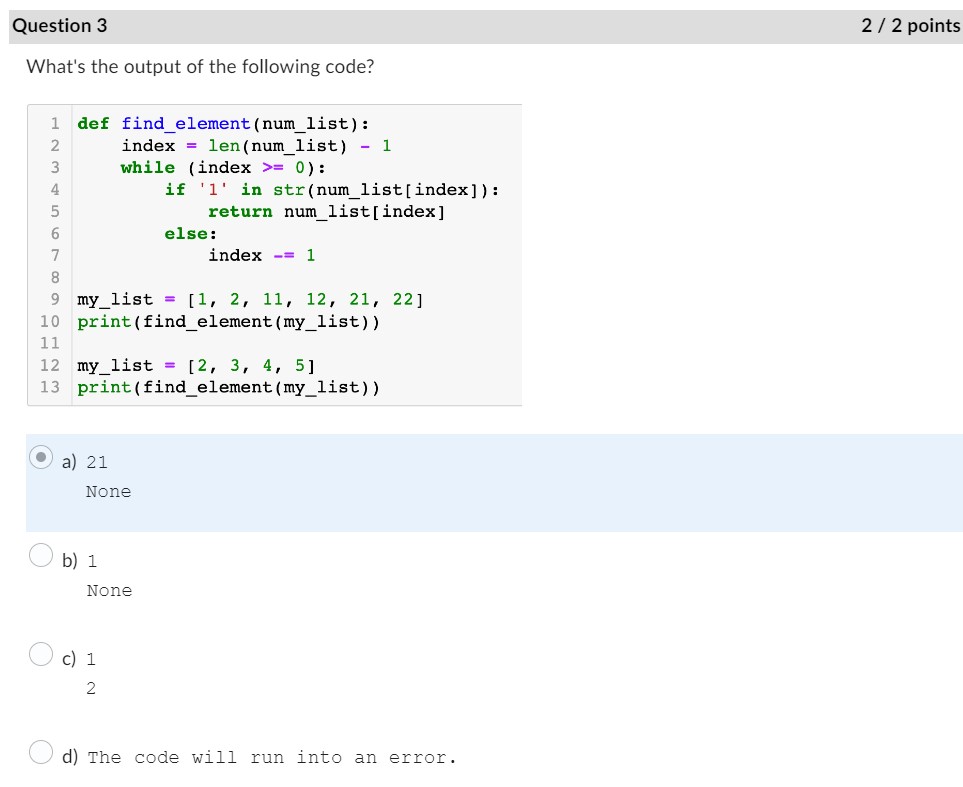 Question 3 2 / 2 points
What's the output of the following code?
1 def find_element(num_list):
2     index = len(num_list) - 1
3     while (index >= 0):
4         if '1' in str(num_list[index]):
5             return num_list[index]
6         else:
7             index -= 1
8
9 my_list = [1, 2, 11, 12, 21, 22]
10 print(find_element(my_list))
11
12 my_list = [2, 3, 4, 5]
13 print(find_element(my_list))
a) 21
None
b) 1
None
c) 1
2
d) The code will run into an error.